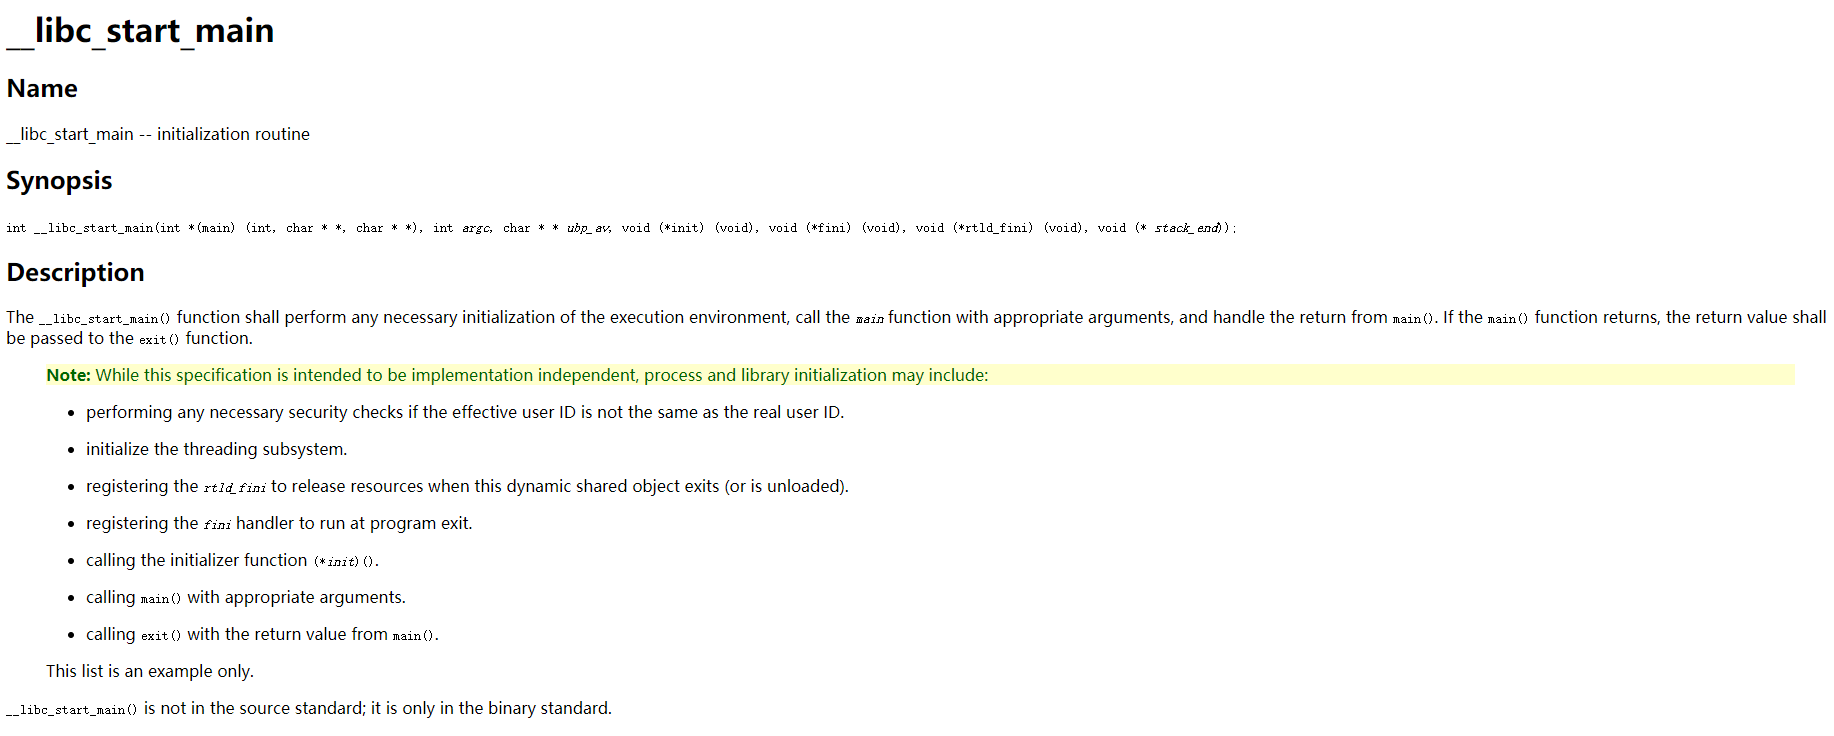 __libc_start_main
Name
__libc_start_main -- initialization routine
Synopsis
int __libc_start_main(int *(main) (int, char * *, char * *), int argc, char * * ubp_av, void (*init) (void), void (*fini) (void), void (*rtld_fini) (void), void (* stack_end));
Description
The __libc_start_main() function shall perform any necessary initialization of the execution environment, call the main function with appropriate arguments, and handle the return from main(). If the main() function returns, the return value shall
be passed to the exit() function.
Note: While this specification is intended to be implementation independent, process and library initialization may include:
• performing any necessary security checks if the effective user ID is not the same as the real user ID.
• initialize the threading subsystem.
• registering the rtld_fini to release resources when this dynamic shared object exits (or is unloaded).
• registering the fini handler to run at program exit.
• calling the initializer function (*init)().
• calling main() with appropriate arguments.
• calling exit() with the return value from main().
This list is an example only.
__libc_start_main() is not in the source standard; it is only in the binary standard.